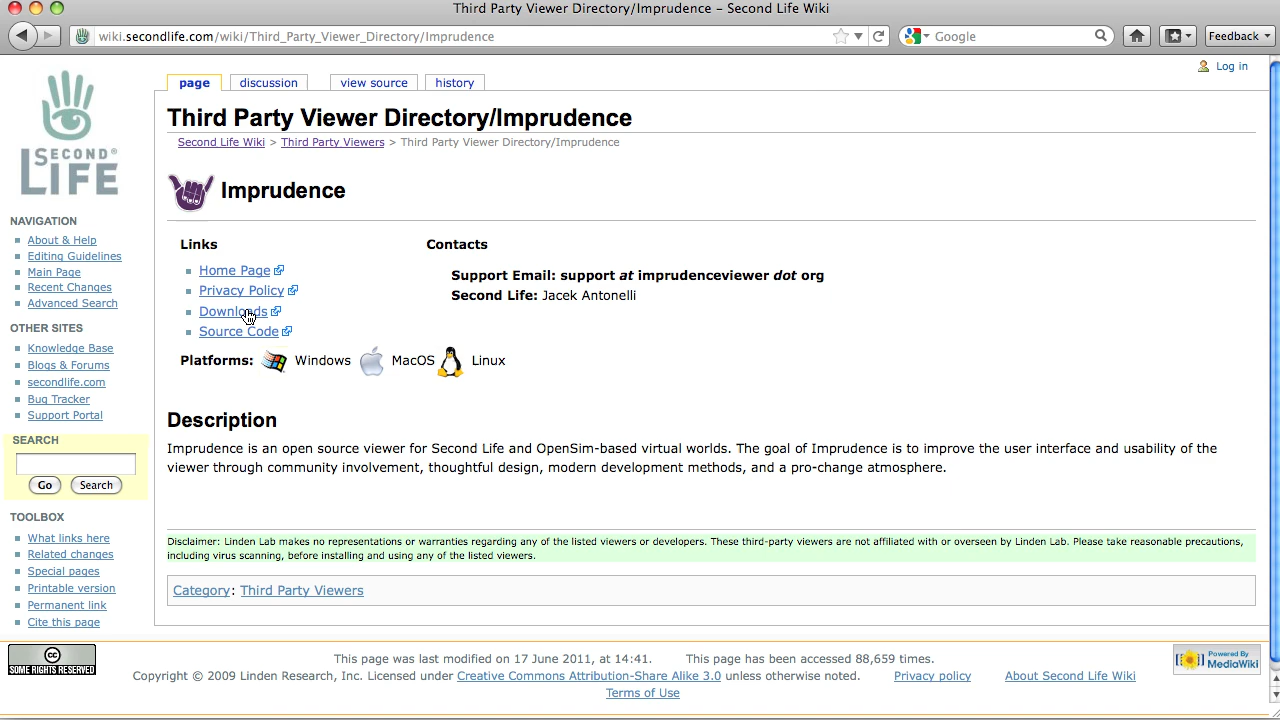 Third Party Viewer Directory/Imprudence – Second Life Wiki
wiki.secondlife.com/wiki/Third_Party_Viewer_Directory/Imprudence
Google
Feedback
Log in
page
discussion
view source
history
SECOND®
LIFE
Third Party Viewer Directory/Imprudence
Second Life Wiki > Third Party Viewers > Third Party Viewer Directory/Imprudence
Imprudence
NAVIGATION
About & Help
Editing Guidelines
Main Page
Recent Changes
Advanced Search
OTHER SITES
Knowledge Base
Blogs & Forums
secondlife.com
Bug Tracker
Support Portal
SEARCH
Go
Search
TOOLBOX
What links here
Related changes
Special pages
Printable version
Permanent link
Cite this page
Links
Home Page
Privacy Policy
Downloads
Source Code
Contacts
Support Email: support at imprudenceviewer dot org
Second Life: Jacek Antonelli
Platforms: Windows MacOS Linux
Description
Imprudence is an open source viewer for Second Life and OpenSim-based virtual worlds. The goal of Imprudence is to improve the user interface and usability of the
viewer through community involvement, thoughtful design, modern development methods, and a pro-change atmosphere.
Disclaimer: Linden Lab makes no representations or warranties regarding any of the listed viewers or developers. These third-party viewers are not affiliated with or overseen by Linden Lab. Please take reasonable precautions,
including virus scanning, before installing and using any of the listed viewers.
Category: Third Party Viewers
cc
SOME RIGHTS RESERVED
This page was last modified on 17 June 2011, at 14:41. This page has been accessed 88,659 times.
Copyright © 2009 Linden Research, Inc. Licensed under Creative Commons Attribution-Share Alike 3.0 unless otherwise noted. Privacy policy About Second Life Wiki
Terms of Use
Powered By
MediaWiki